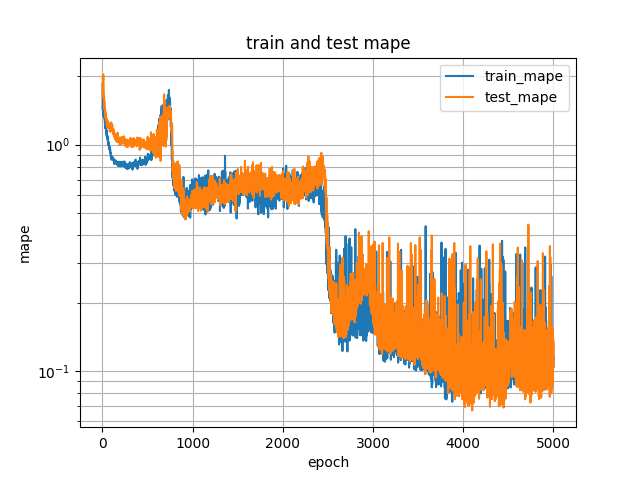 train and test mape
train_mape
test_mape
10⁰
10⁻¹
mape
0 1000 2000 3000 4000 5000
epoch